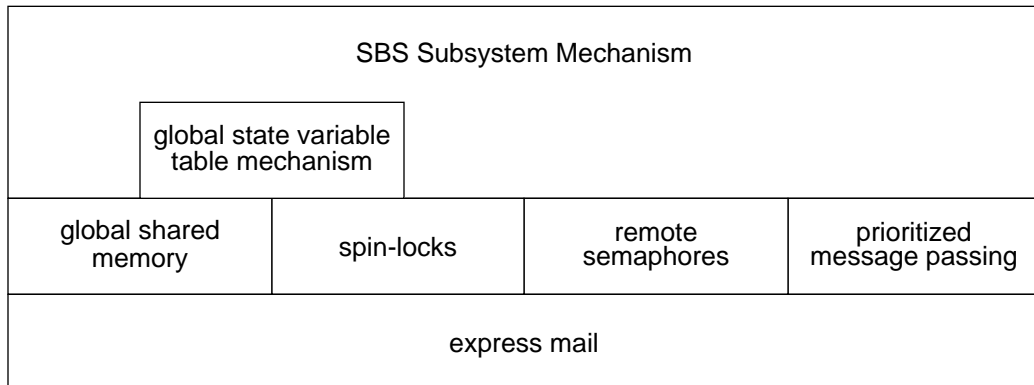 SBS Subsystem Mechanism
global state variable
table mechanism
global shared
memory
spin-locks
remote
semaphores
prioritized
message passing
express mail